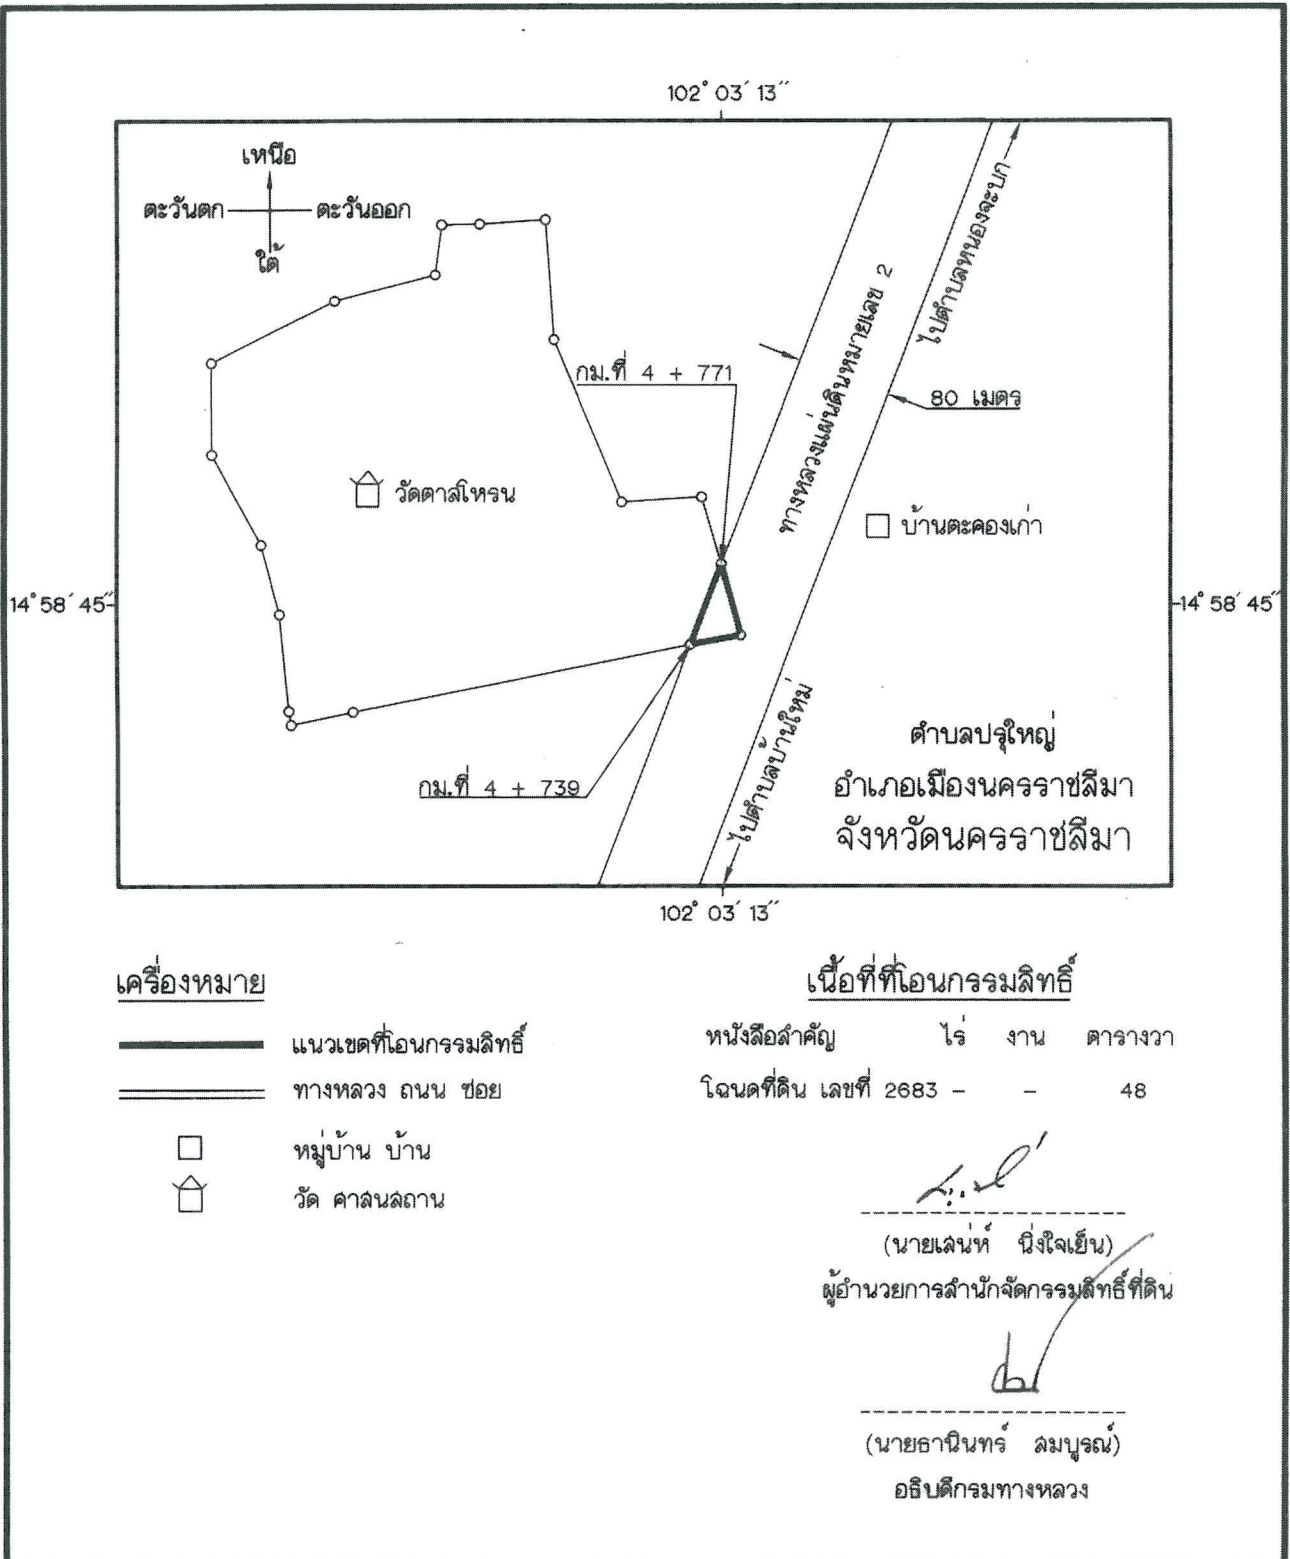 102° 03′ 13″
เหนือ
ตะวันตก ตะวันออก
ใต้
ไปตำบลหนองจะบก
ทางหลวงแผ่นดินหมายเลข 2
กม.ที่ 4 + 771
80 เมตร
วัดตาลโหรน
บ้านตะคองเก่า
14° 58′ 45″ 14° 58′ 45″
ไปตำบลบ้านใหม่
กม.ที่ 4 + 739
ตำบลปรุใหญ่
อำเภอเมืองนครราชสีมา
จังหวัดนครราชสีมา
102° 03′ 13″
เครื่องหมาย
แนวเขตที่โอนกรรมสิทธิ์
ทางหลวง ถนน ซอย
หมู่บ้าน บ้าน
วัด ศาสนสถาน
เนื้อที่ที่โอนกรรมสิทธิ์
หนังสือสำคัญ ไร่ งาน ตารางวา
โฉนดที่ดิน เลขที่ 2683 - - 48
(นายเสน่ห์ นิ่งใจเย็น)
ผู้อำนวยการสำนักจัดกรรมสิทธิ์ที่ดิน
(นายธานินทร์ สมบูรณ์)
อธิบดีกรมทางหลวง